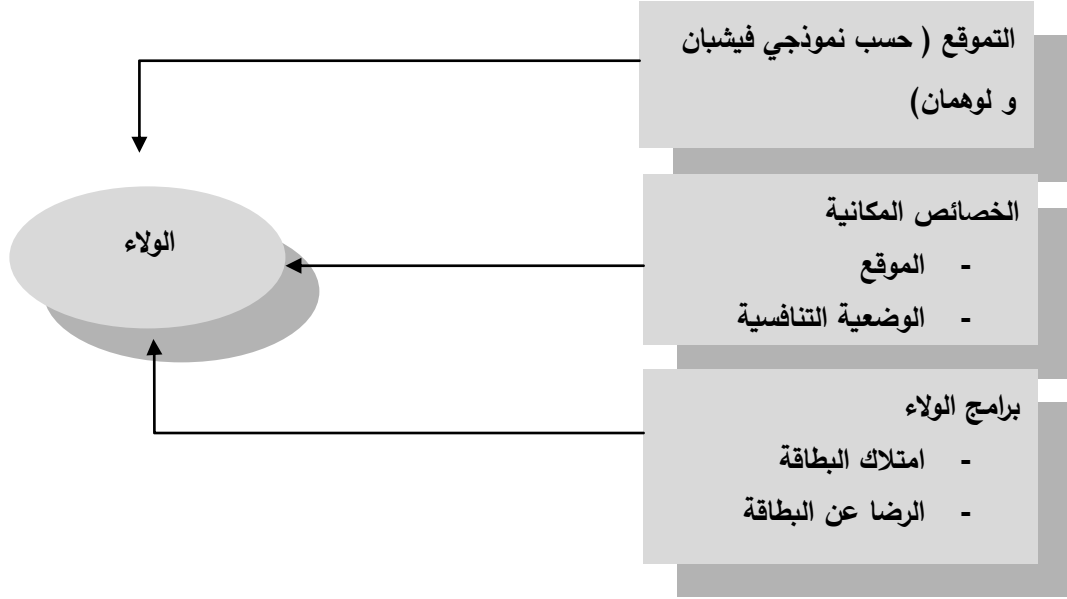 التموقع ( حسب نموذجي فيشبان
و لوهمان)
الخصائص المكانية
- الموقع
- الوضعية التنافسية
الولاء
برامج الولاء
- امتلاك البطاقة
- الرضا عن البطاقة